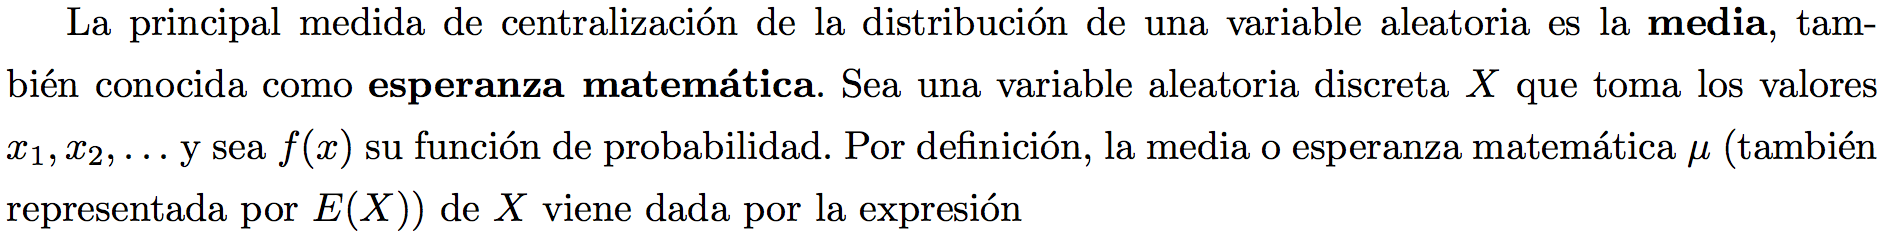 La principal medida de centralización de la distribución de una variable aleatoria es la media, tam-
bién conocida como esperanza matemática. Sea una variable aleatoria discreta X que toma los valores
x₁, x₂, . . . y sea f(x) su función de probabilidad. Por definición, la media o esperanza matemática μ (también
representada por E(X)) de X viene dada por la expresión